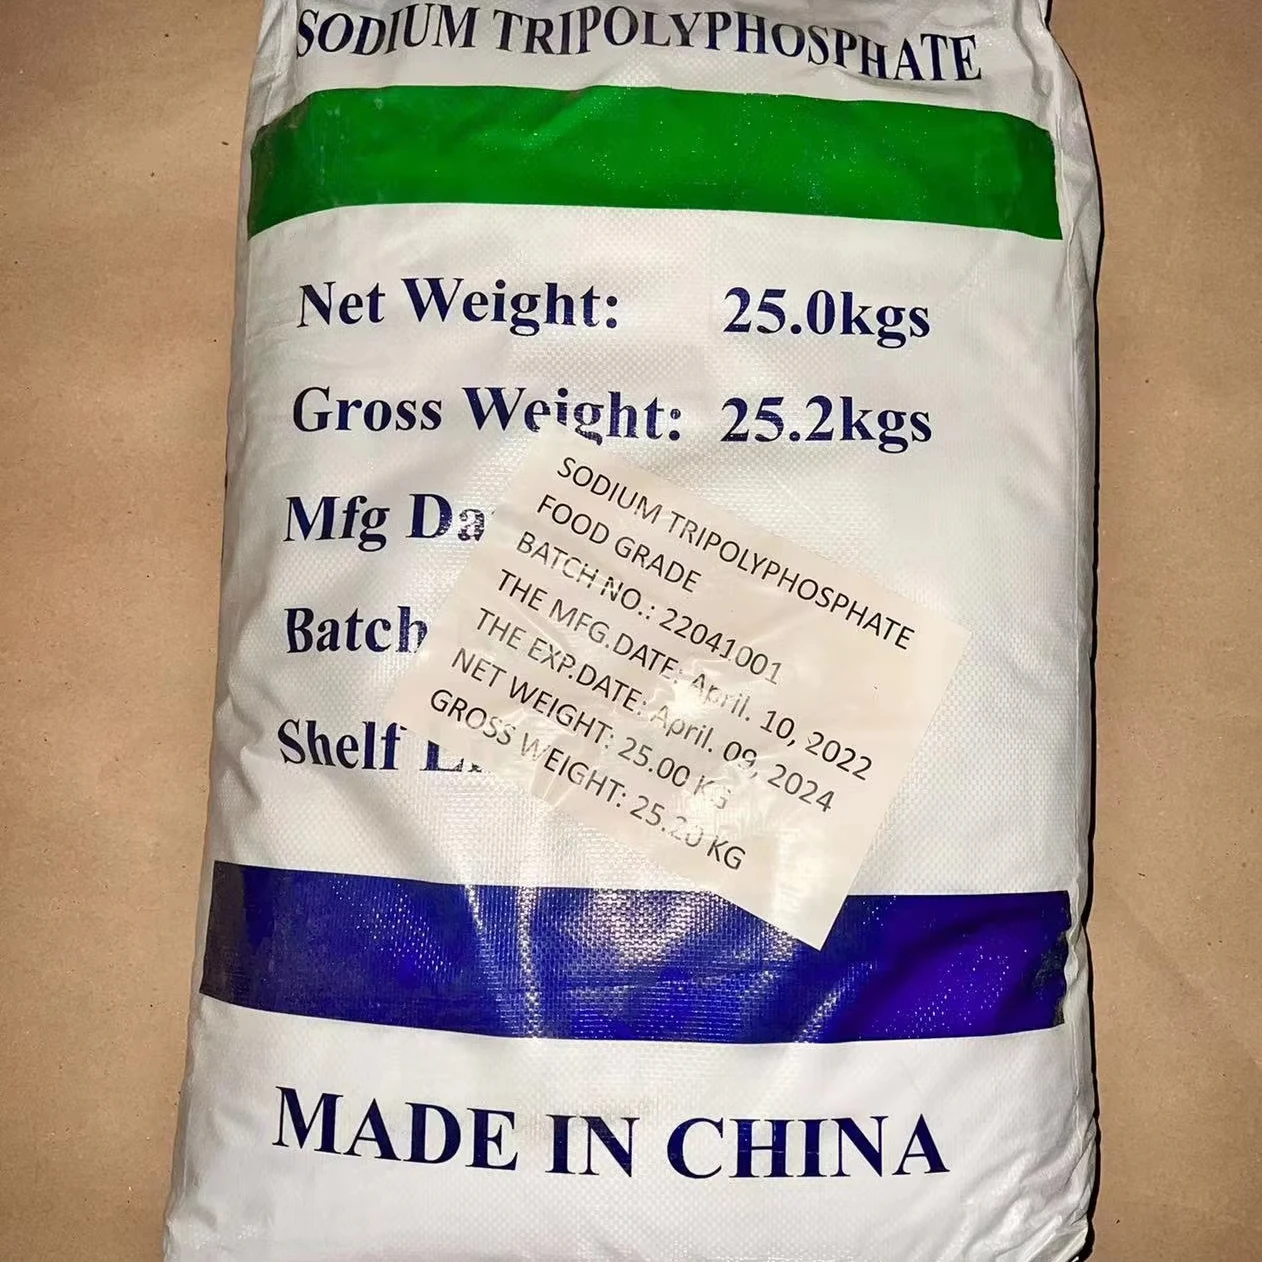 SODIUM TRIPOLYPHOSPHATE
Net Weight: 25.0kgs
Gross Weight: 25.2kgs
Mfg Da
Batch
Shelf
SODIUM TRIPOLYPHOSPHATE
FOOD GRADE
BATCH NO.: 22041001
THE MFG.DATE: April. 10, 2022
THE EXP.DATE: April. 09, 2024
NET WEIGHT: 25.00 KG
GROSS WEIGHT: 25.20 KG
MADE IN CHINA